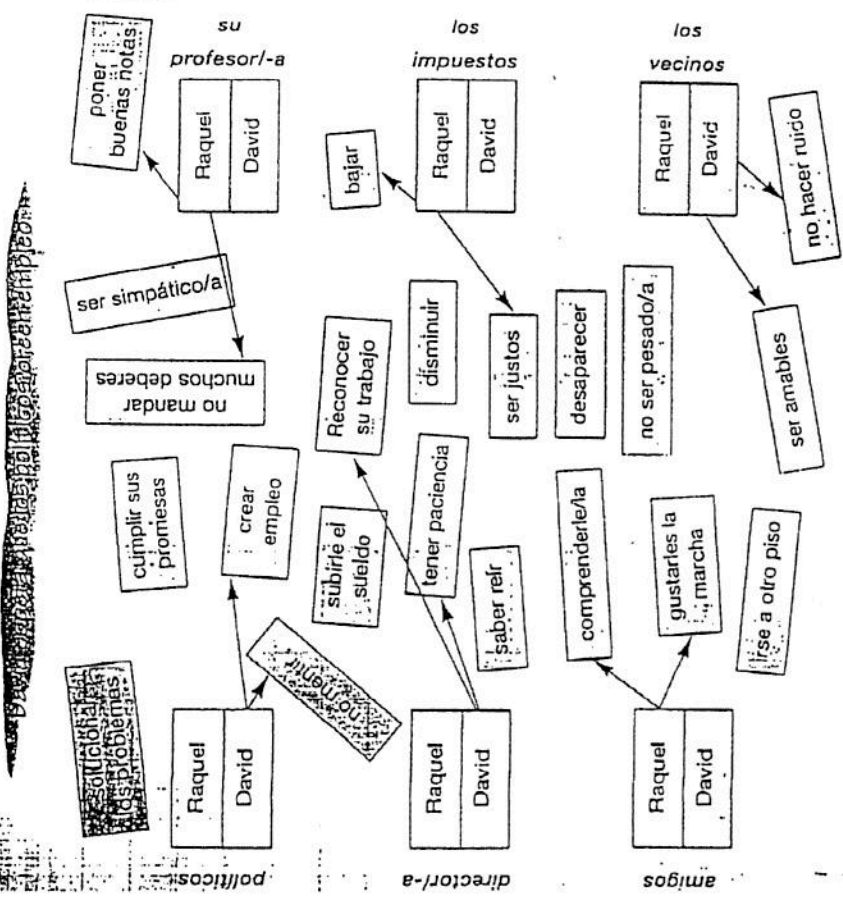 David
su
profesor/-a
Raquel
David
poner
buenas notas
ser simpático/a
no mandar
muchos deberes
los
impuestos
Raquel
David
bajar
Reconocer
su trabajo
disminuir
ser justos
desaparecer
no ser pesado/a
los
vecinos
Raquel
David
no hacer ruido
ser amables
solucionar
los problemas
cumplir sus
promesas
crear
empleo
no mentir
políticos
Raquel
David
subirle el
sueldo
tener paciencia
saber reír
director/-a
Raquel
David
comprenderle/la
gustarles la
marcha
irse a otro piso
amigos
Raquel
David